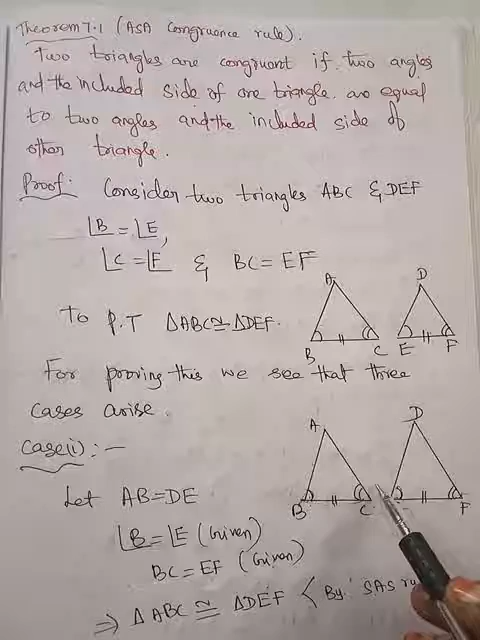 Theorem 7.1 (ASA Congruence rule).
Two triangles are congruent if two angles
and the included side of one triangle are equal
to two angles and the included side of
other triangle.
Proof: Consider two triangles ABC & DEF
∠B = ∠E,
∠C = ∠F & BC = EF
To P.T ΔABC ≅ ΔDEF.
A D
B C E F
For proving this we see that three
cases arise.
Case(i):-
A D
B C F
Let AB=DE
∠B = ∠E (Given)
BC = EF (Given)
⇒ Δ ABC ≅ ΔDEF < By SAS